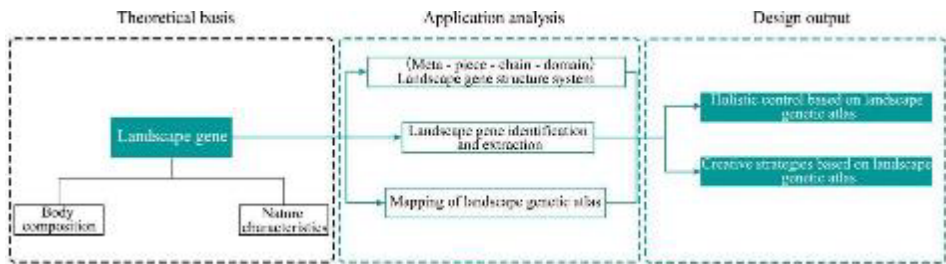 Theoretical basis
Application analysis
Design output
Landscape gene
Body
composition
Nature
characteristics
(Meta - piece - chain - domain)
Landscape gene structure system
Landscape gene identification
and extraction
Mapping of landscape genetic atlas
Holistic control based on landscape
genetic atlas
Creative strategies based on landscape
genetic atlas